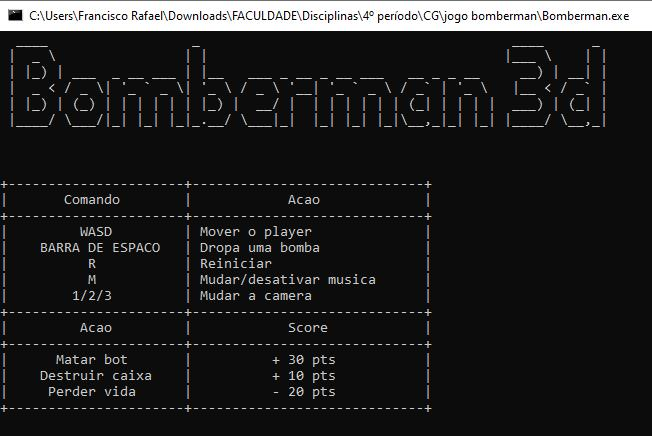 C:\Users\Francisco Rafael\Downloads\FACULDADE\Disciplinas\4º período\CG\jogo bomberman\Bomberman.exe
Bomberman 3d
Comando Acao
WASD Mover o player
BARRA DE ESPACO Dropa uma bomba
R Reiniciar
M Mudar/desativar musica
1/2/3 Mudar a camera
Acao Score
Matar bot + 30 pts
Destruir caixa + 10 pts
Perder vida - 20 pts